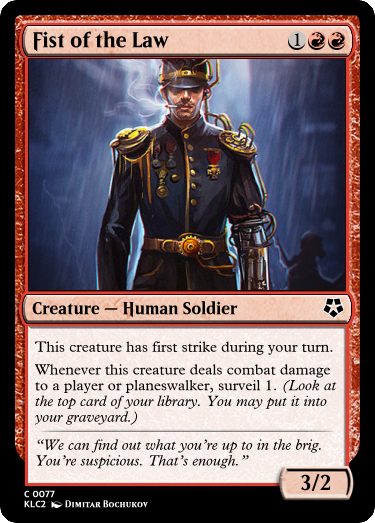 Fist of the Law 1
Creature — Human Soldier
This creature has first strike during your turn.
Whenever this creature deals combat damage
to a player or planeswalker, surveil 1. (Look at
the top card of your library. You may put it into
your graveyard.)
“We can find out what you’re up to in the brig.
You’re suspicious. That’s enough.”
3/2
C 0077
KLC2 Dimitar Bochukov